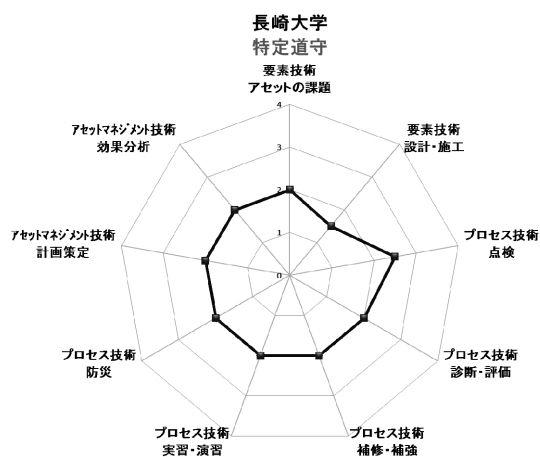 長崎大学
特定道守
要素技術
アセットの課題
要素技術
設計・施工
プロセス技術
点検
プロセス技術
診断・評価
プロセス技術
補修・補強
プロセス技術
実習・演習
プロセス技術
防災
アセットマネジメント技術
計画策定
アセットマネジメント技術
効果分析
4
3
2
1
0